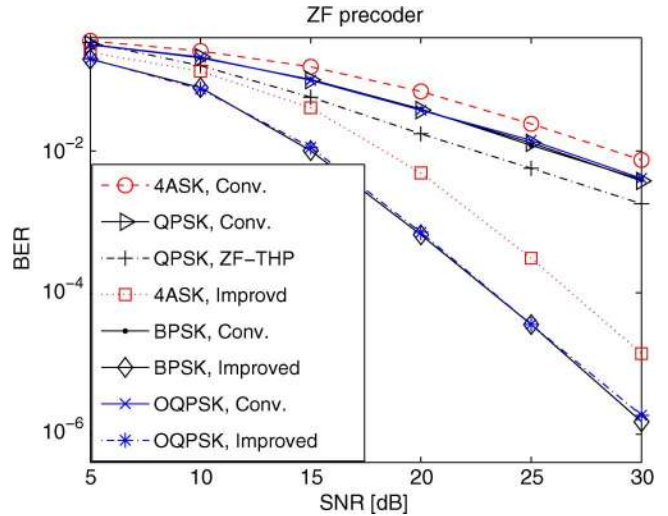 ZF precoder
BER
10^-2
10^-4
10^-6
4ASK, Conv.
QPSK, Conv.
QPSK, ZF-THP
4ASK, Improvd
BPSK, Conv.
BPSK, Improved
OQPSK, Conv.
OQPSK, Improved
5 10 15 20 25 30
SNR [dB]